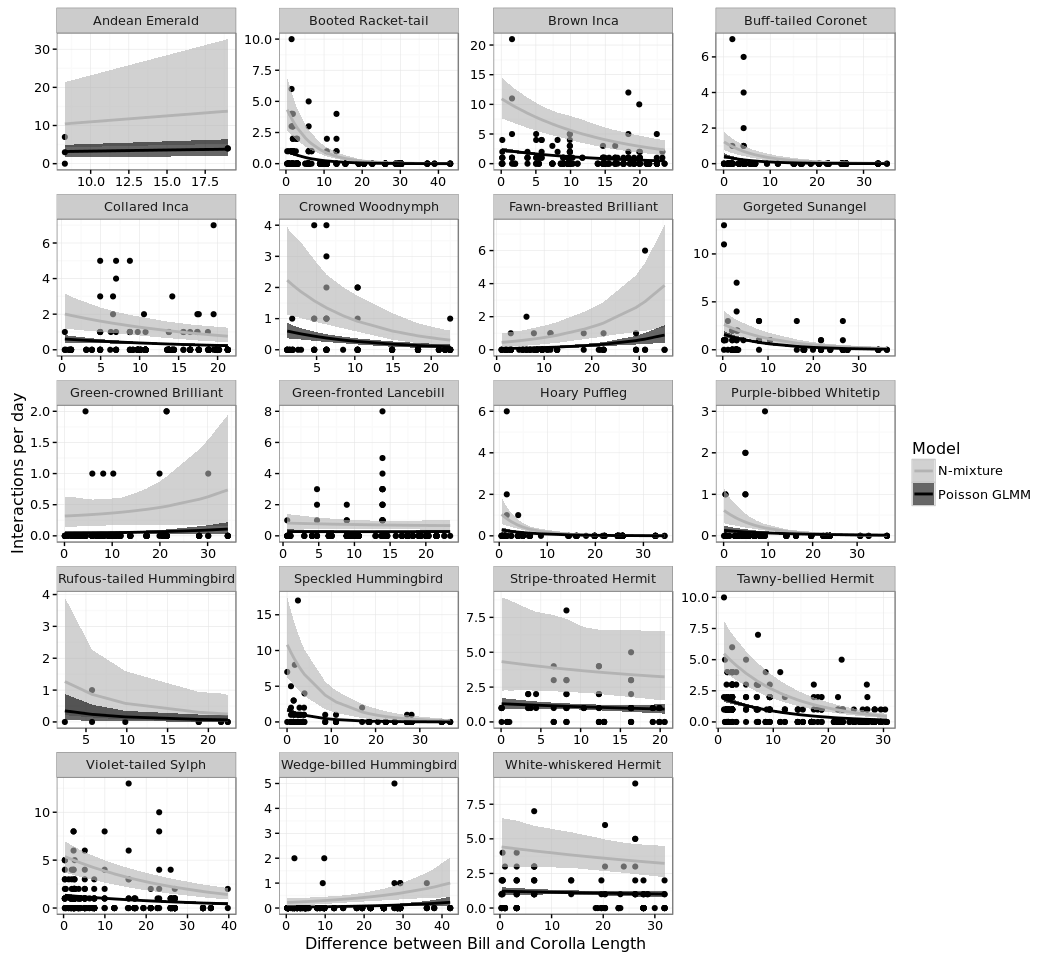 Andean Emerald
Booted Racket-tail
Brown Inca
Buff-tailed Coronet
30
20
10
0
10.0 12.5 15.0 17.5
10.0
7.5
5.0
2.5
0.0
0 10 20 30 40
20
15
10
5
0
0 5 10 15 20
6
4
2
0
0 10 20 30
Collared Inca
Crowned Woodnymph
Fawn-breasted Brilliant
Gorgeted Sunangel
6
4
2
0
0 5 10 15 20
4
3
2
1
0
5 10 15 20
6
4
2
0
0 10 20 30
10
5
0
0 10 20 30
Green-crowned Brilliant
Green-fronted Lancebill
Hoary Puffleg
Purple-bibbed Whitetip
2.0
1.5
1.0
0.5
0.0
0 10 20 30
8
6
4
2
0
0 5 10 15 20
6
4
2
0
0 10 20 30
3
2
1
0
0 10 20 30
Rufous-tailed Hummingbird
Speckled Hummingbird
Stripe-throated Hermit
Tawny-bellied Hermit
4
3
2
1
0
5 10 15 20
15
10
5
0
0 10 20 30
7.5
5.0
2.5
0.0
0 5 10 15 20
10.0
7.5
5.0
2.5
0.0
0 10 20 30
Violet-tailed Sylph
Wedge-billed Hummingbird
White-whiskered Hermit
10
5
0
0 10 20 30 40
5
4
3
2
1
0
0 10 20 30 40
7.5
5.0
2.5
0.0
0 10 20 30
Interactions per day
Difference between Bill and Corolla Length
Model
N-mixture
Poisson GLMM